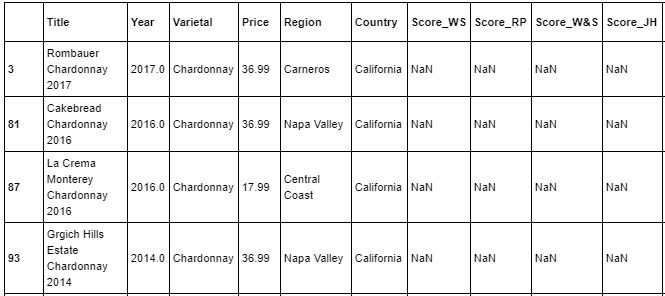 Title Year Varietal Price Region Country Score_WS Score_RP Score_W&S Score_JH
Rombauer
3 Chardonnay 2017.0 Chardonnay 36.99 Carneros California NaN NaN NaN NaN
2017
Cakebread
81 Chardonnay 2016.0 Chardonnay 36.99 Napa Valley California NaN NaN NaN NaN
2016
La Crema
Monterey
87 Chardonnay 2016.0 Chardonnay 17.99 Central Coast California NaN NaN NaN NaN
2016
Grgich Hills
Estate
93 Chardonnay 2014.0 Chardonnay 36.99 Napa Valley California NaN NaN NaN NaN
2014